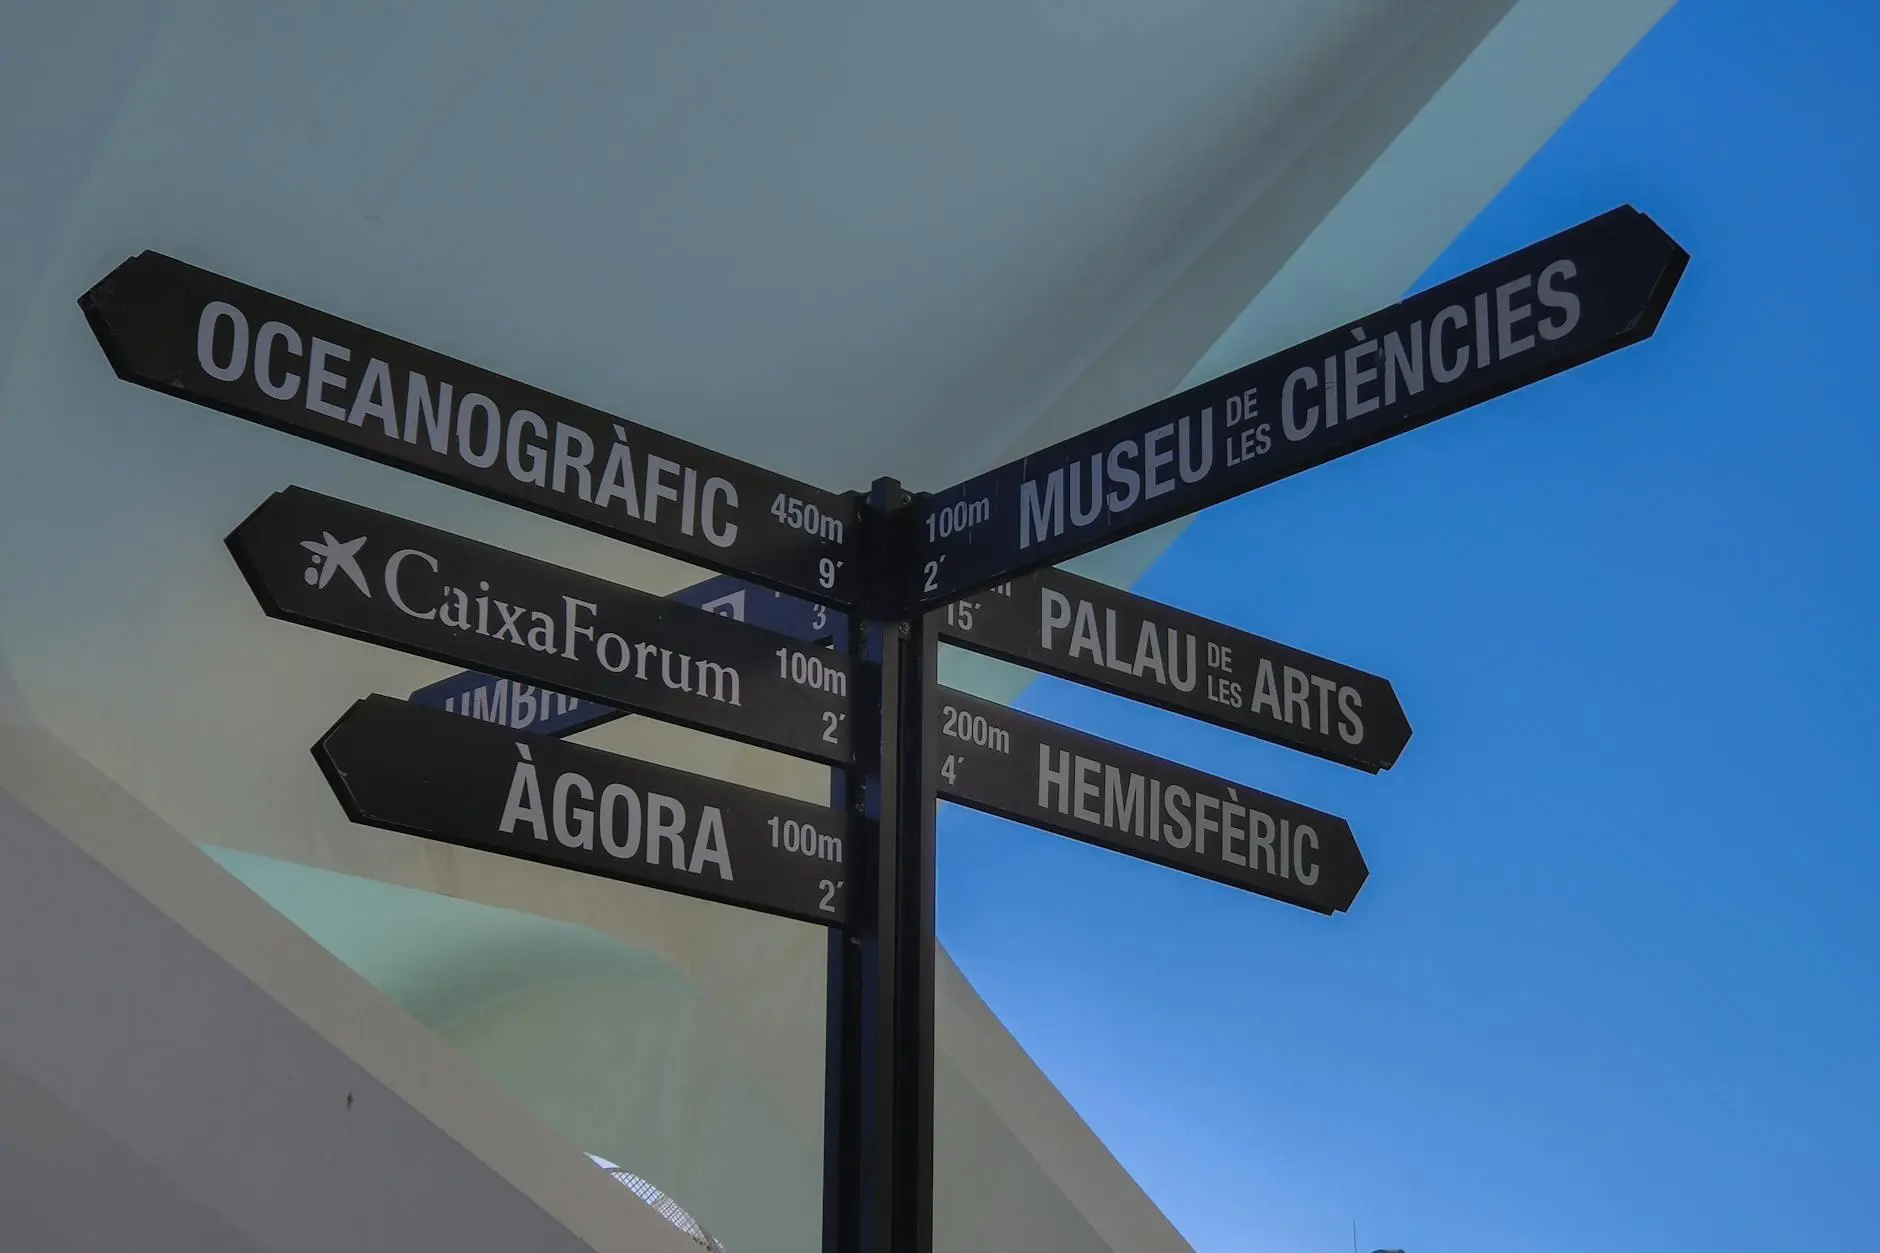 OCEANOGRÀFIC 450m
9′
100m MUSEU DE LES CIÈNCIES
2′
CaixaForum 100m
2′
3′
15′ PALAU DE LES ARTS
ÀGORA 100m
2′
200m HEMISFÈRIC
4′